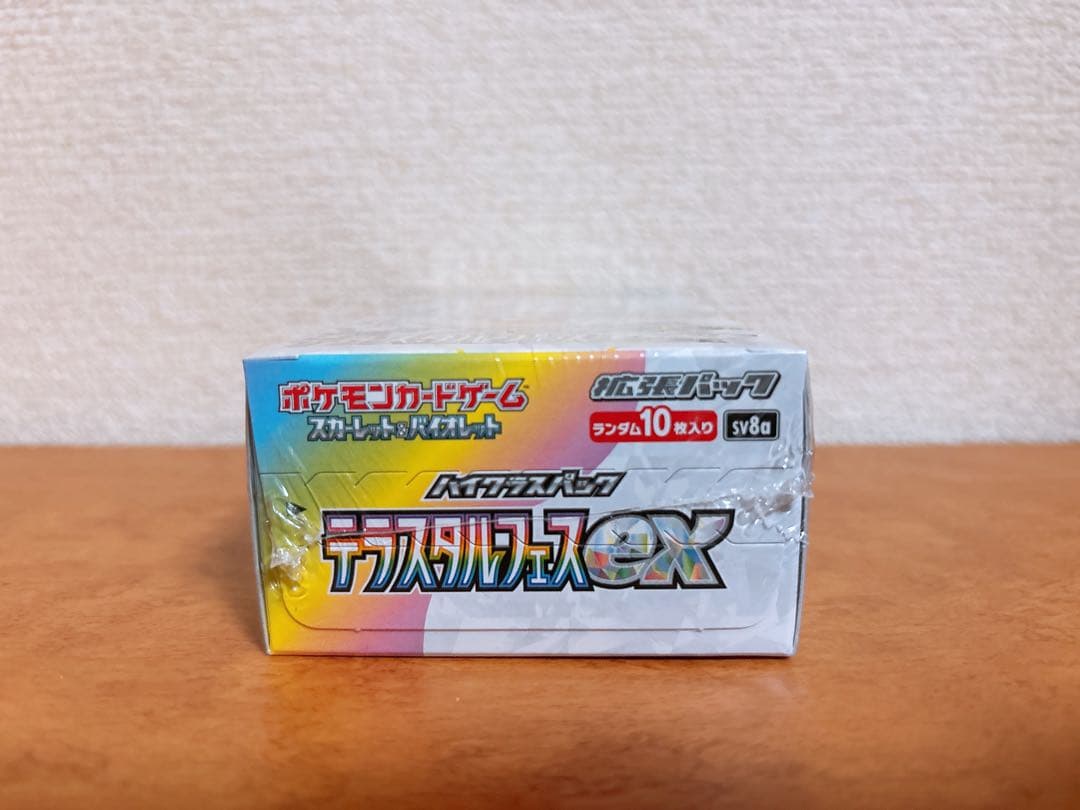 ポケモンカードゲーム
スカーレット&バイオレット
拡張パック
ランダム10枚入り
SV8a
ハイクラスパック
テラスタルフェスex